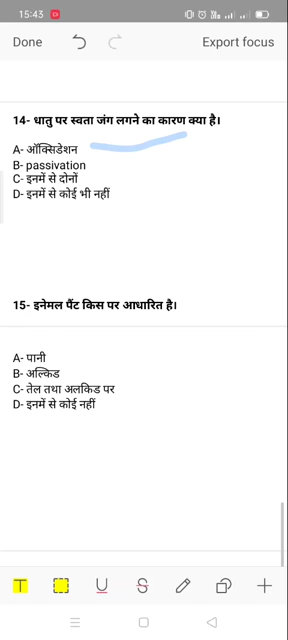 15:43
Done
Export focus
14- धातु पर स्वता जंग लगने का कारण क्या है।
A- ऑक्सिडेशन
B- passivation
C- इनमें से दोनों
D- इनमें से कोई भी नहीं
15- इनेमल पैंट किस पर आधारित है।
A- पानी
B- अल्किड
C- तेल तथा अलकिड पर
D- इनमें से कोई नहीं
T U S